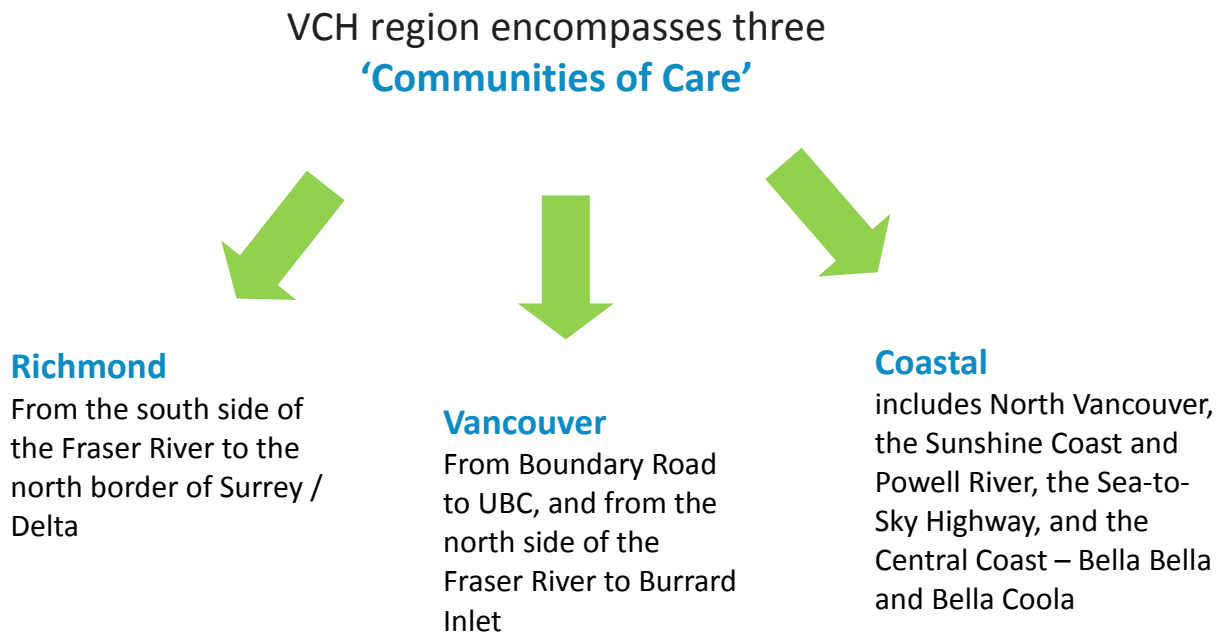 VCH region encompasses three
‘Communities of Care’
Richmond
From the south side of
the Fraser River to the
north border of Surrey /
Delta
Vancouver
From Boundary Road
to UBC, and from the
north side of the
Fraser River to Burrard
Inlet
Coastal
includes North Vancouver,
the Sunshine Coast and
Powell River, the Sea-to-
Sky Highway, and the
Central Coast – Bella Bella
and Bella Coola